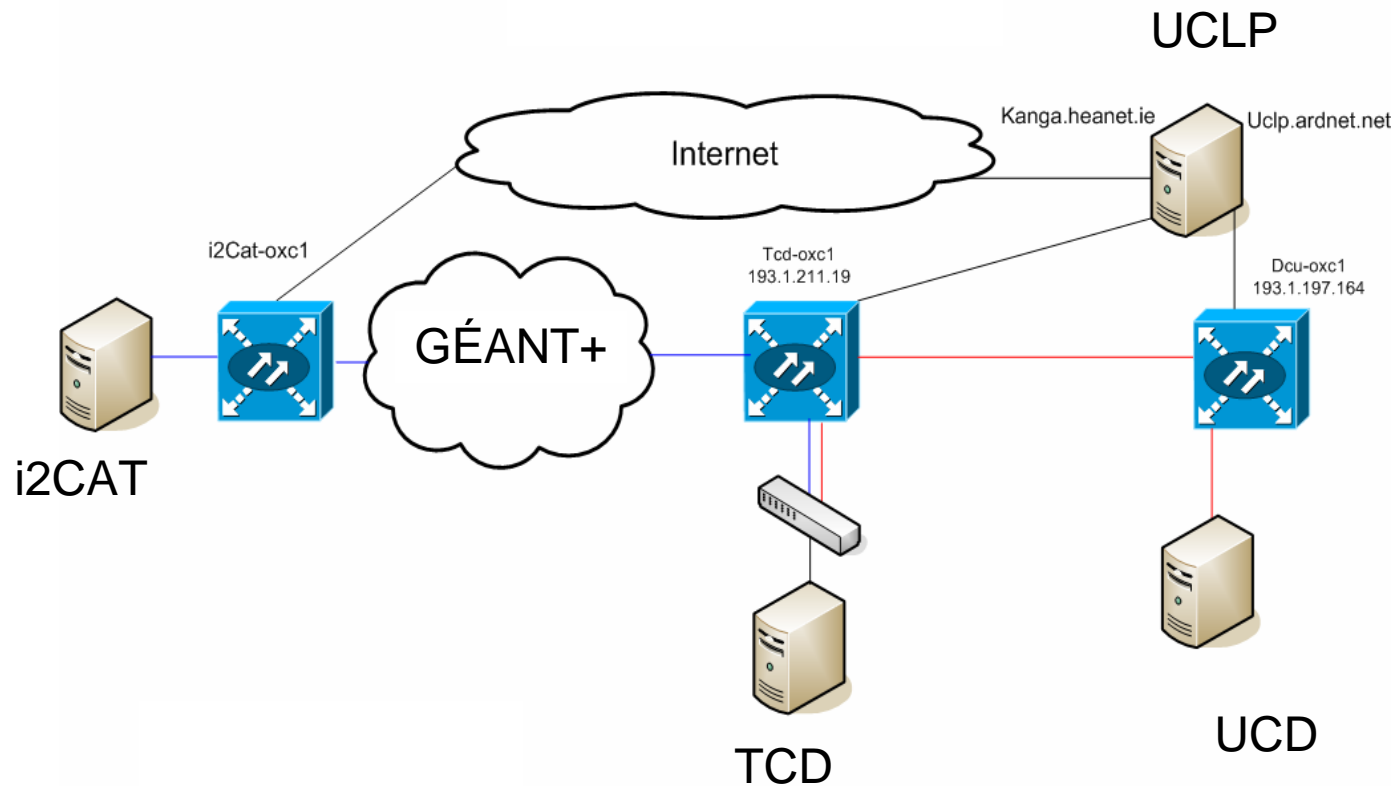 UCLP
Kanga.heanet.ie
Uclp.ardnet.net
Internet
i2Cat-oxc1
Tcd-oxc1
193.1.211.19
Dcu-oxc1
193.1.197.164
GÉANT+
i2CAT
UCD
TCD